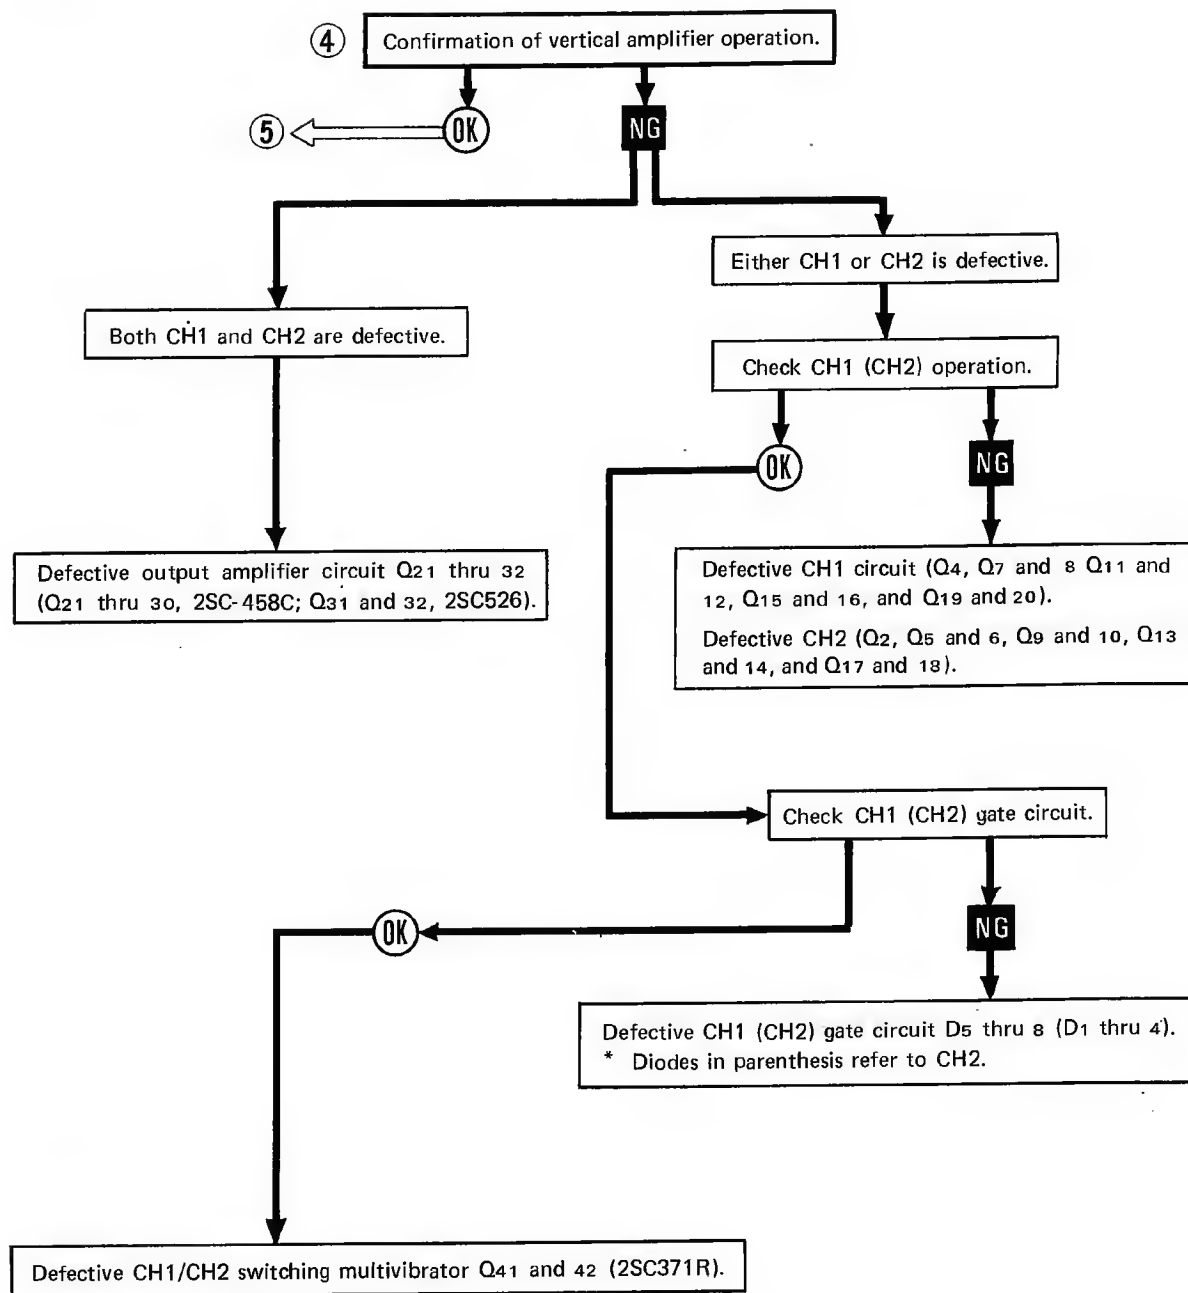 ④ Confirmation of vertical amplifier operation.
⑤ OK NG
Either CH1 or CH2 is defective.
Both CH1 and CH2 are defective.
Check CH1 (CH2) operation.
OK NG
Defective output amplifier circuit Q21 thru 32
(Q21 thru 30, 2SC-458C; Q31 and 32, 2SC526).
Defective CH1 circuit (Q4, Q7 and 8 Q11 and
12, Q15 and 16, and Q19 and 20).
Defective CH2 (Q2, Q5 and 6, Q9 and 10, Q13
and 14, and Q17 and 18).
Check CH1 (CH2) gate circuit.
OK NG
Defective CH1 (CH2) gate circuit D5 thru 8 (D1 thru 4).
* Diodes in parenthesis refer to CH2.
Defective CH1/CH2 switching multivibrator Q41 and 42 (2SC371R).